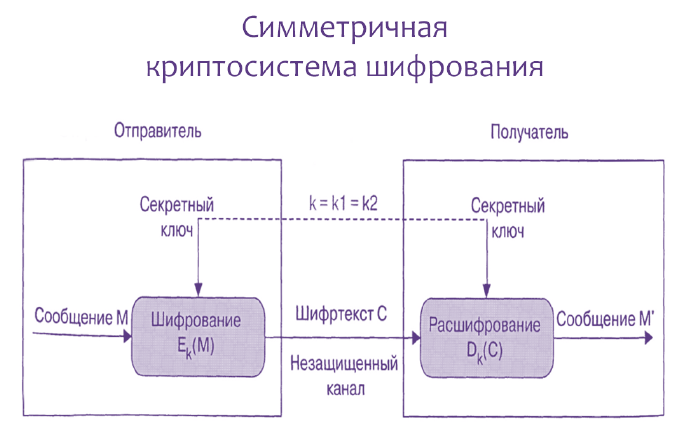 Симметричная
криптосистема шифрования
Отправитель
Получатель
Секретный
ключ
k = k1 = k2
Секретный
ключ
Сообщение M
Шифрование
E_k(M)
Шифртекст C
Незащищенный
канал
Расшифрование
D_k(C)
Сообщение M'